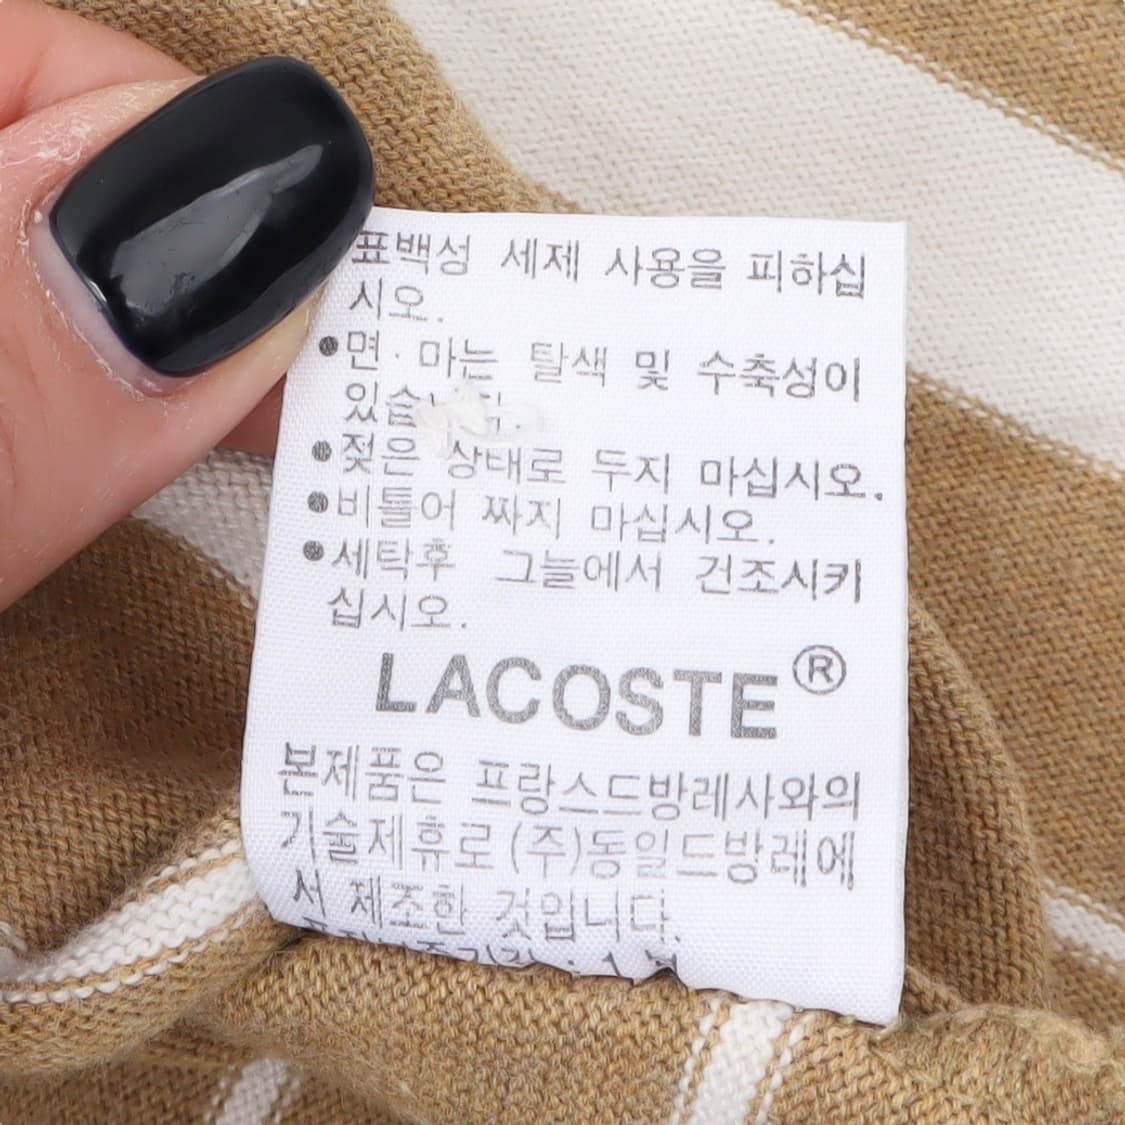 표백성 세제 사용을 피하십
시오.
●면·마는 탈색 및 수축성이
있습니다.
●젖은 상태로 두지 마십시오.
●비틀어 짜지 마십시오.
●세탁후 그늘에서 건조시키
십시오.
LACOSTE®
본제품은 프랑스드방레사와의
기술제휴로 (주)동일드방레에
서 제조한 것입니다.